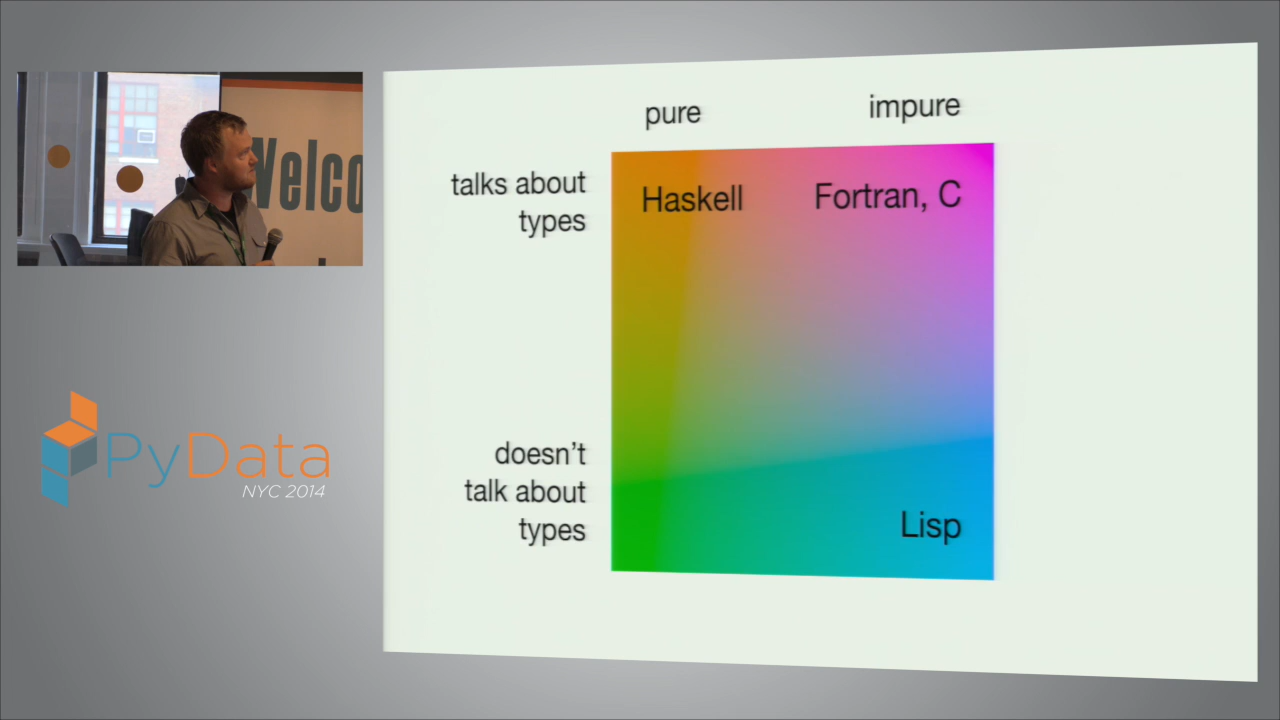 Welco
PyData
NYC 2014
pure
impure
talks about
types
Haskell
Fortran, C
doesn't
talk about
types
Lisp